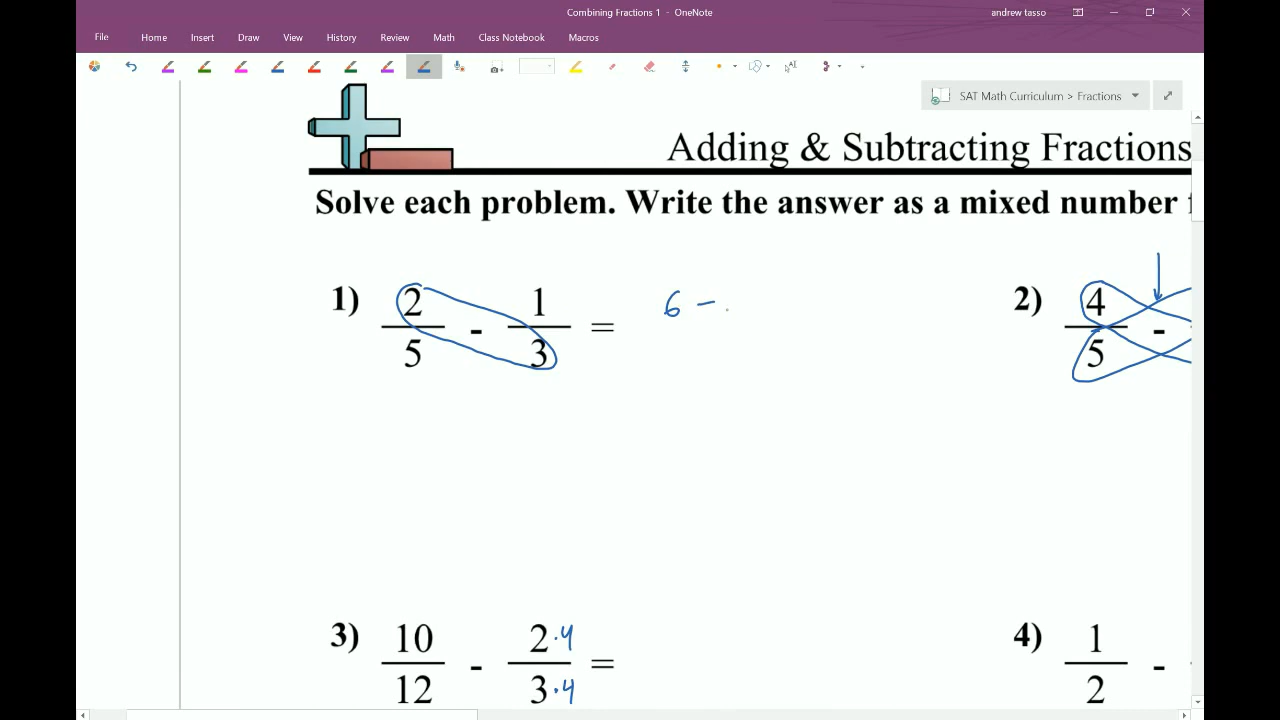 Combining Fractions 1 - OneNote
andrew tasso
File Home Insert Draw View History Review Math Class Notebook Macros
SAT Math Curriculum > Fractions
Adding & Subtracting Fractions
Solve each problem. Write the answer as a mixed number
1) 2/5 - 1/3 = 6 -
2) 4/5 -
3) 10/12 - 2·4/3·4 =
4) 1/2 -